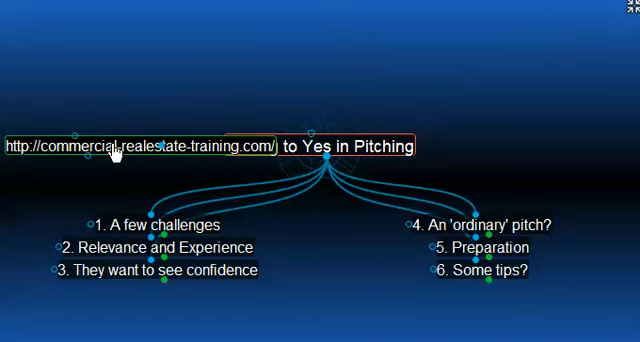 http://commercial-realestate-training.com/ to Yes in Pitching
1. A few challenges
2. Relevance and Experience
3. They want to see confidence
4. An 'ordinary' pitch?
5. Preparation
6. Some tips?